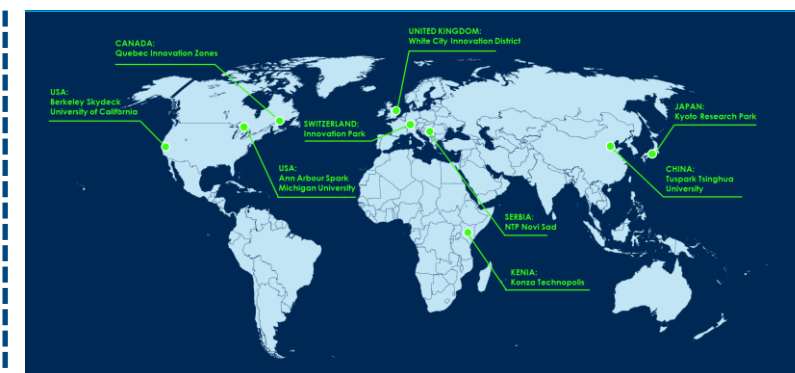 CANADA:
Quebec Innovation Zones
UNITED KINGDOM:
White City Innovation District
USA:
Berkeley Skydeck
University of California
SWITZERLAND:
Innovation Park
JAPAN:
Kyoto Research Park
USA:
Ann Arbour Spark
Michigan University
CHINA:
Tuspark Tsinghua
University
SERBIA:
NTP Novi Sad
KENIA:
Konza Technopolis